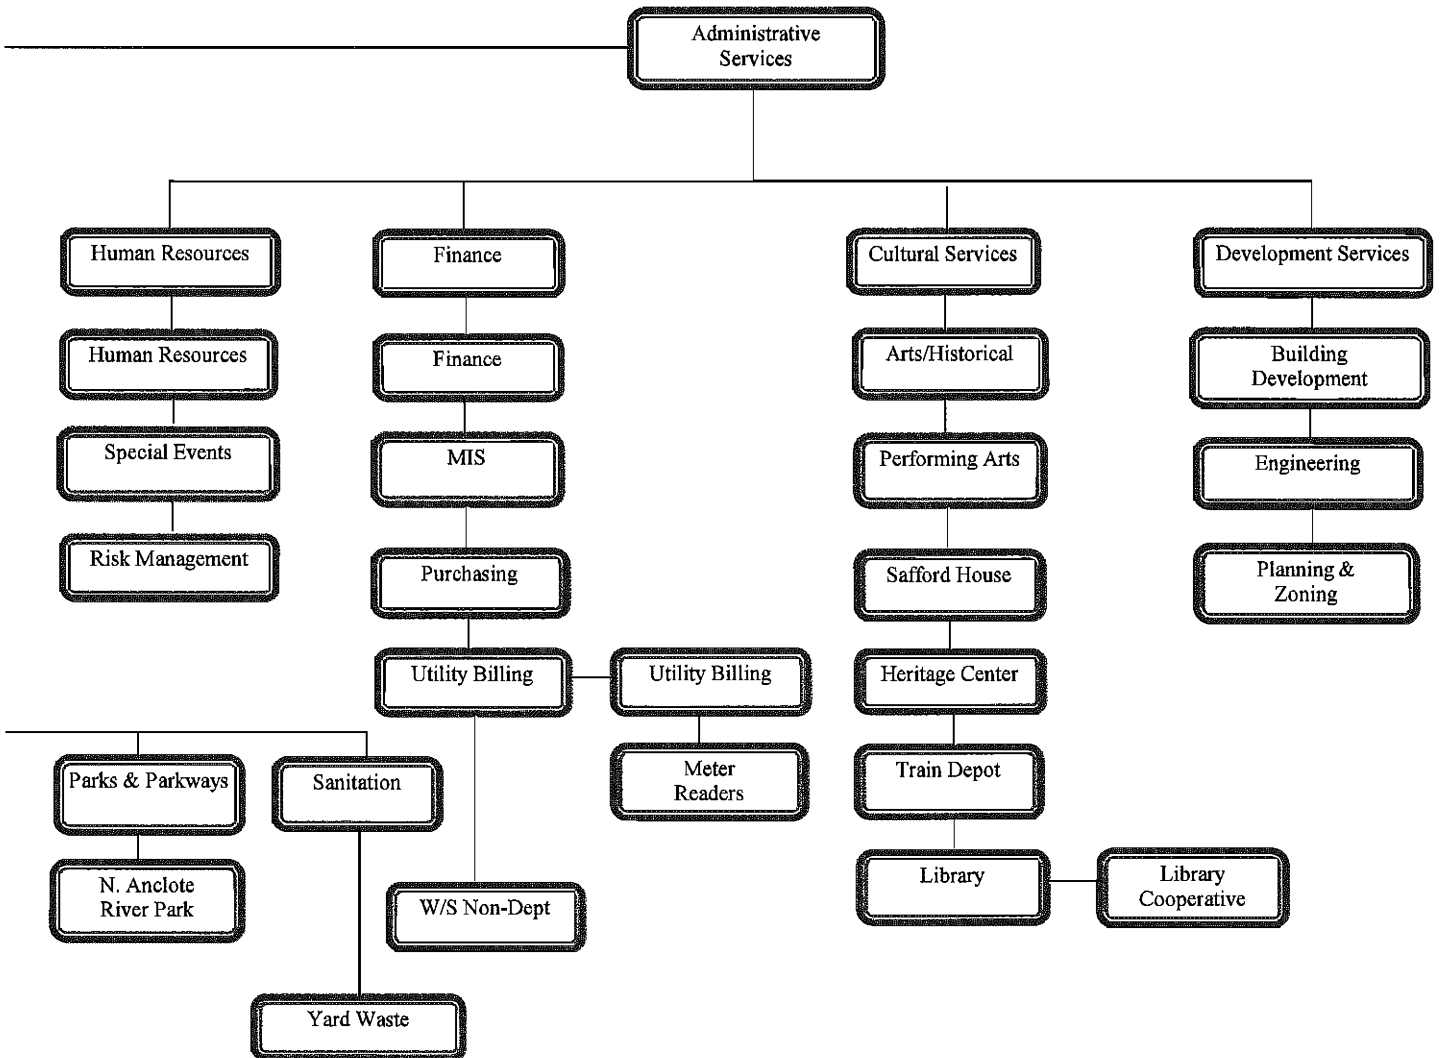 Administrative
Services
Human Resources
Finance
Cultural Services
Development Services
Human Resources
Finance
Arts/Historical
Building
Development
Special Events
MIS
Performing Arts
Engineering
Risk Management
Purchasing
Safford House
Planning &
Zoning
Utility Billing
Utility Billing
Heritage Center
Parks & Parkways
Sanitation
Meter
Readers
Train Depot
N. Anclote
River Park
W/S Non-Dept
Library
Library
Cooperative
Yard Waste